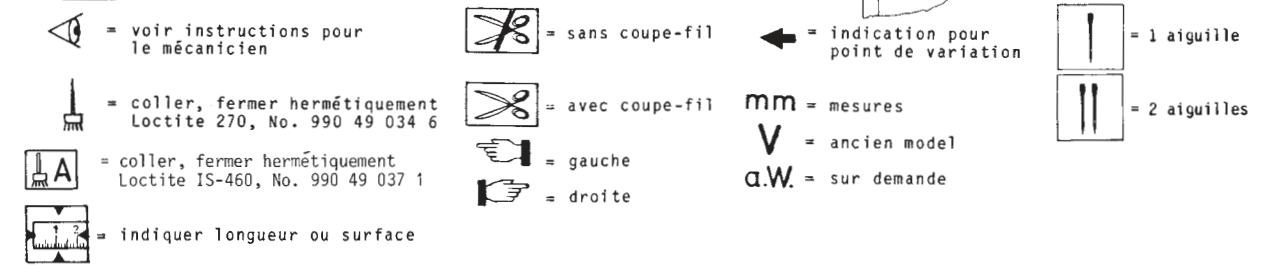 = voir instructions pour
le mécanicien
= coller, fermer hermétiquement
Loctite 270, No. 990 49 034 6
A = coller, fermer hermétiquement
Loctite IS-460, No. 990 49 037 1
1 2 = indiquer longueur ou surface
= sans coupe-fil
= avec coupe-fil
= gauche
= droite
= indication pour
point de variation
mm = mesures
V = ancien model
a.W. = sur demande
= 1 aiguille
= 2 aiguilles